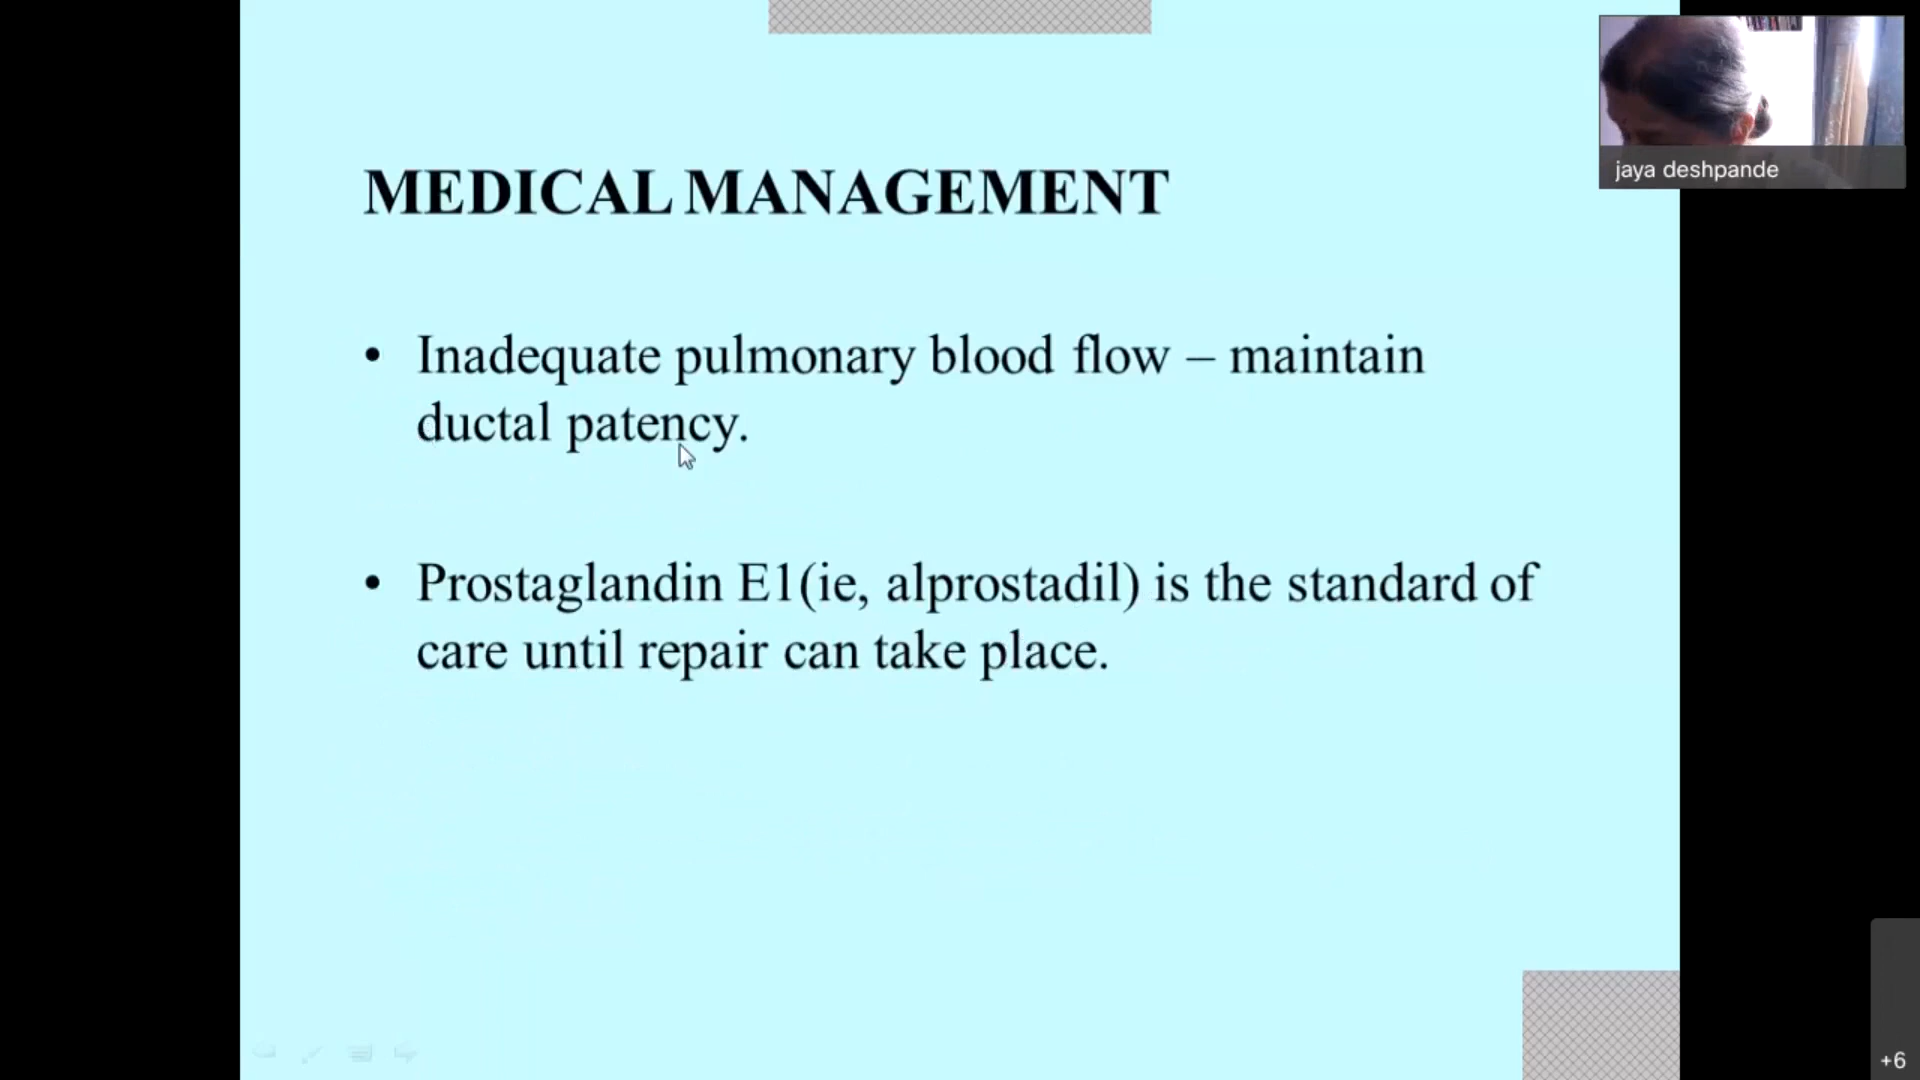 jaya deshpande
MEDICAL MANAGEMENT
• Inadequate pulmonary blood flow – maintain
ductal patency.
• Prostaglandin E1(ie, alprostadil) is the standard of
care until repair can take place.
+6